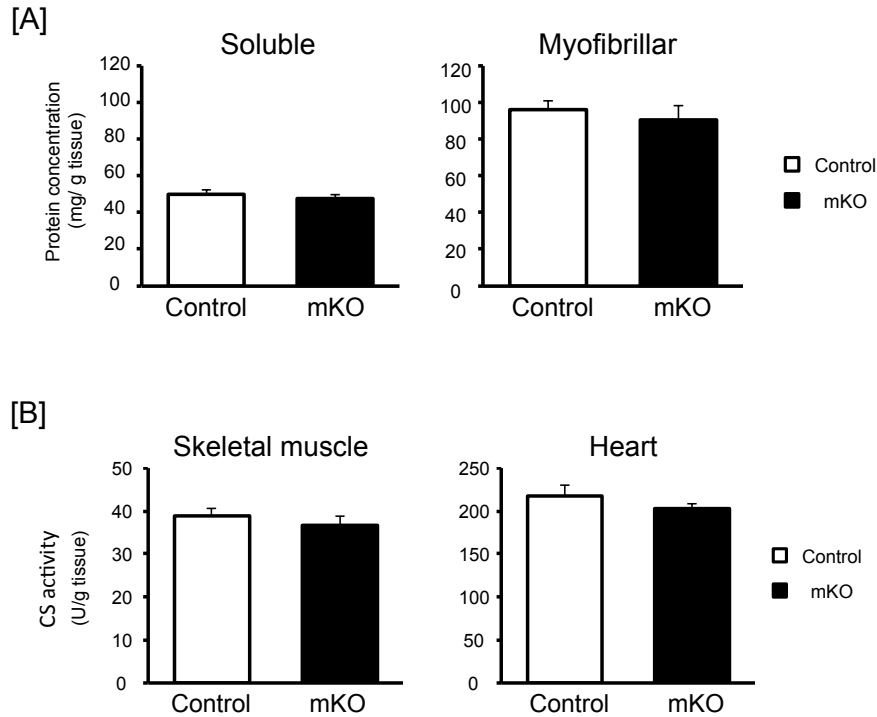 [A]
Soluble
Myofibrillar
Protein concentration
(mg/ g tissue)
120
100
80
60
40
20
0
Control
mKO
120
100
80
60
40
20
0
Control
mKO
Control
mKO
[B]
Skeletal muscle
Heart
CS activity
(U/g tissue)
50
40
30
20
10
0
Control
mKO
250
200
150
100
50
0
Control
mKO
Control
mKO